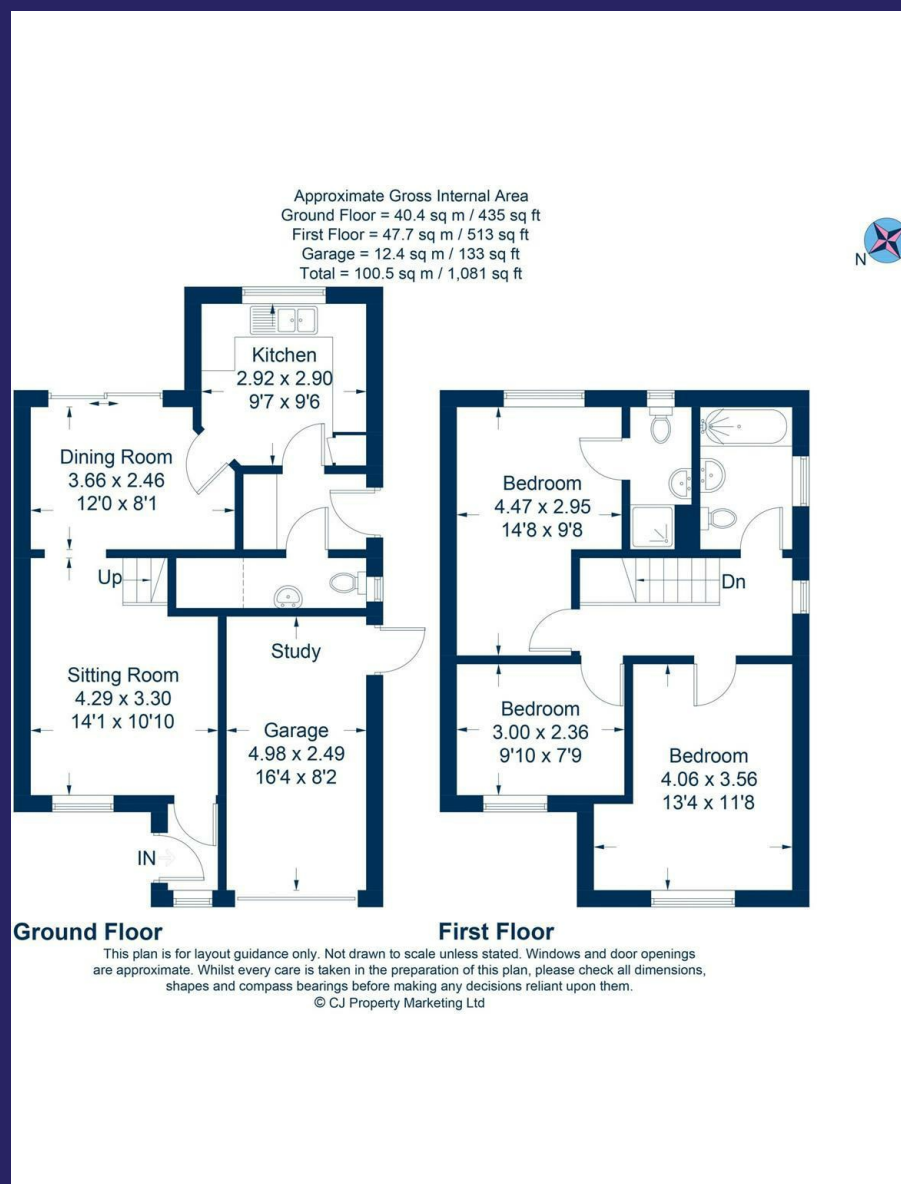 Approximate Gross Internal Area
Ground Floor = 40.4 sq m / 435 sq ft
First Floor = 47.7 sq m / 513 sq ft
Garage = 12.4 sq m / 133 sq ft
Total = 100.5 sq m / 1,081 sq ft
N
Kitchen
2.92 x 2.90
9'7 x 9'6
Dining Room
3.66 x 2.46
12'0 x 8'1
Up
Study
Sitting Room
4.29 x 3.30
14'1 x 10'10
Garage
4.98 x 2.49
16'4 x 8'2
IN
Bedroom
4.47 x 2.95
14'8 x 9'8
Dn
Bedroom
3.00 x 2.36
9'10 x 7'9
Bedroom
4.06 x 3.56
13'4 x 11'8
Ground Floor
First Floor
This plan is for layout guidance only. Not drawn to scale unless stated. Windows and door openings
are approximate. Whilst every care is taken in the preparation of this plan, please check all dimensions,
shapes and compass bearings before making any decisions reliant upon them.
© CJ Property Marketing Ltd